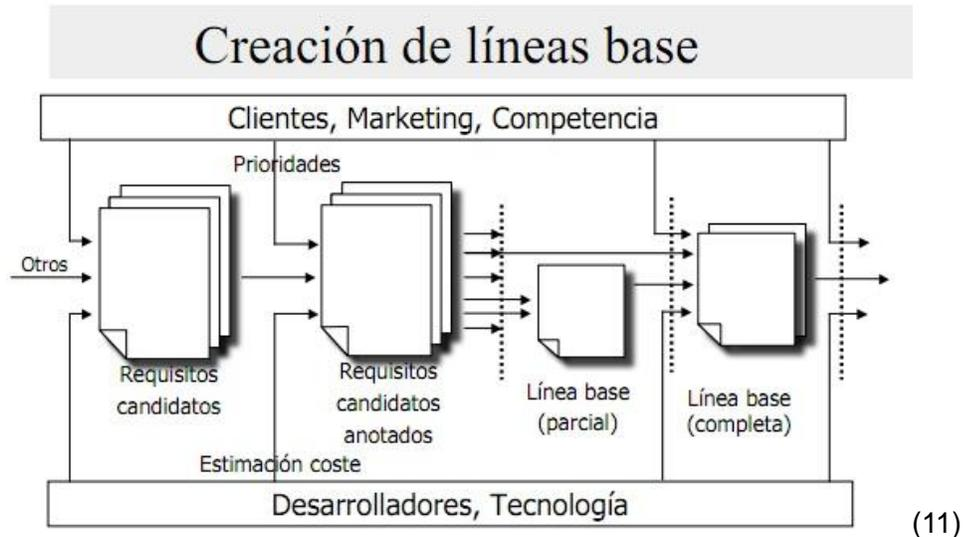 Creación de líneas base
Clientes, Marketing, Competencia
Prioridades
Otros
Requisitos
candidatos
Requisitos
candidatos
anotados
Línea base
(parcial)
Línea base
(completa)
Estimación coste
Desarrolladores, Tecnología
(11)